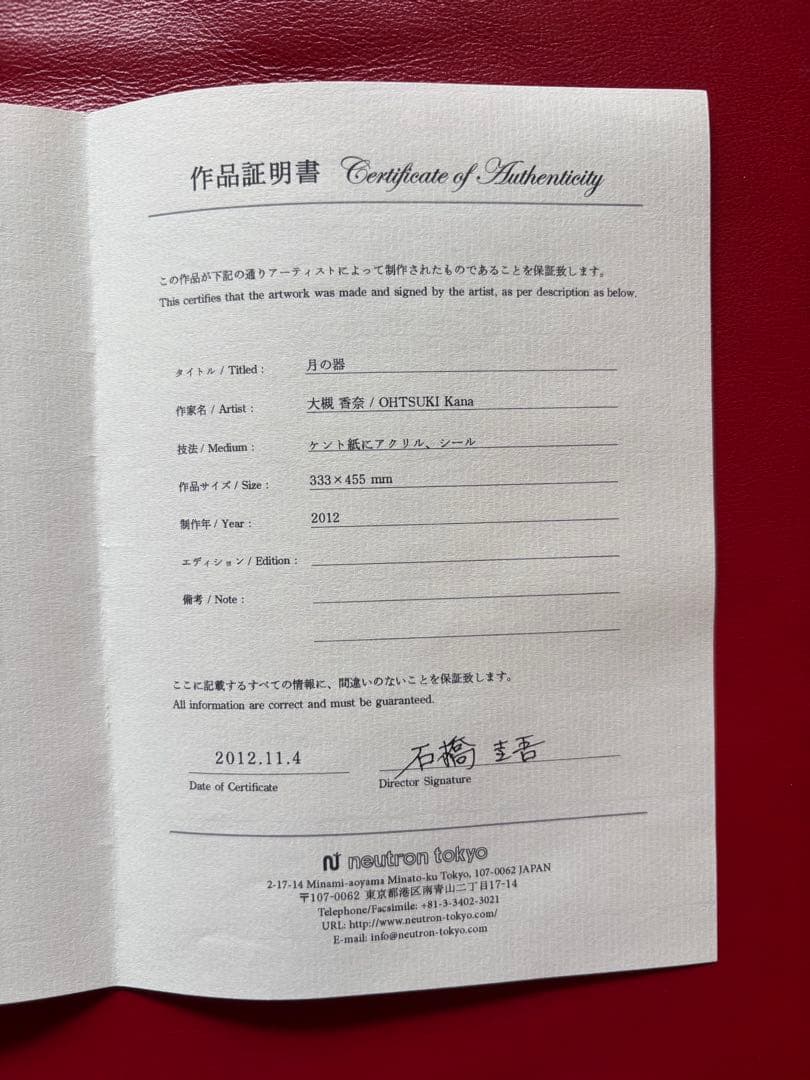 作品証明書 Certificate of Authenticity
この作品が下記の通りアーティストによって制作されたものであることを保証致します。
This certifies that the artwork was made and signed by the artist, as per description as below.
タイトル / Titled : 月の器
作家名 / Artist : 大槻 香奈 / OHTSUKI Kana
技法 / Medium : ケント紙にアクリル、シール
作品サイズ / Size : 333×455 mm
制作年 / Year : 2012
エディション / Edition :
備考 / Note :
ここに記載するすべての情報に、間違いのないことを保証致します。
All information are correct and must be guaranteed.
2012.11.4 石橋 圭吾
Date of Certificate Director Signature
neutron tokyo
2-17-14 Minami-aoyama Minato-ku Tokyo, 107-0062 JAPAN
〒107-0062 東京都港区南青山二丁目17-14
Telephone/Facsimile: +81-3-3402-3021
URL: http://www.neutron-tokyo.com/
E-mail: info@neutron-tokyo.com